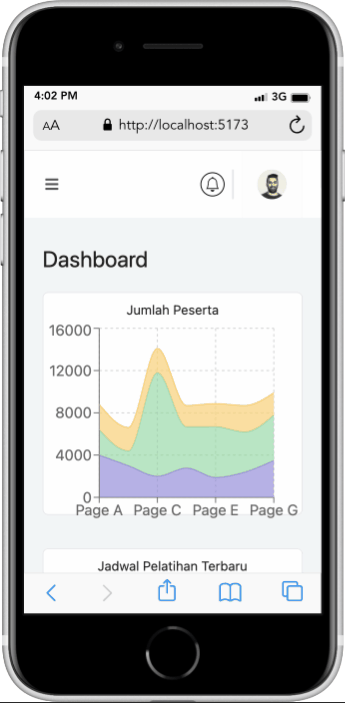 4:02 PM 3G
AA http://localhost:5173
Dashboard
Jumlah Peserta
16000
12000
8000
4000
0
Page A Page C Page E Page G
Jadwal Pelatihan Terbaru